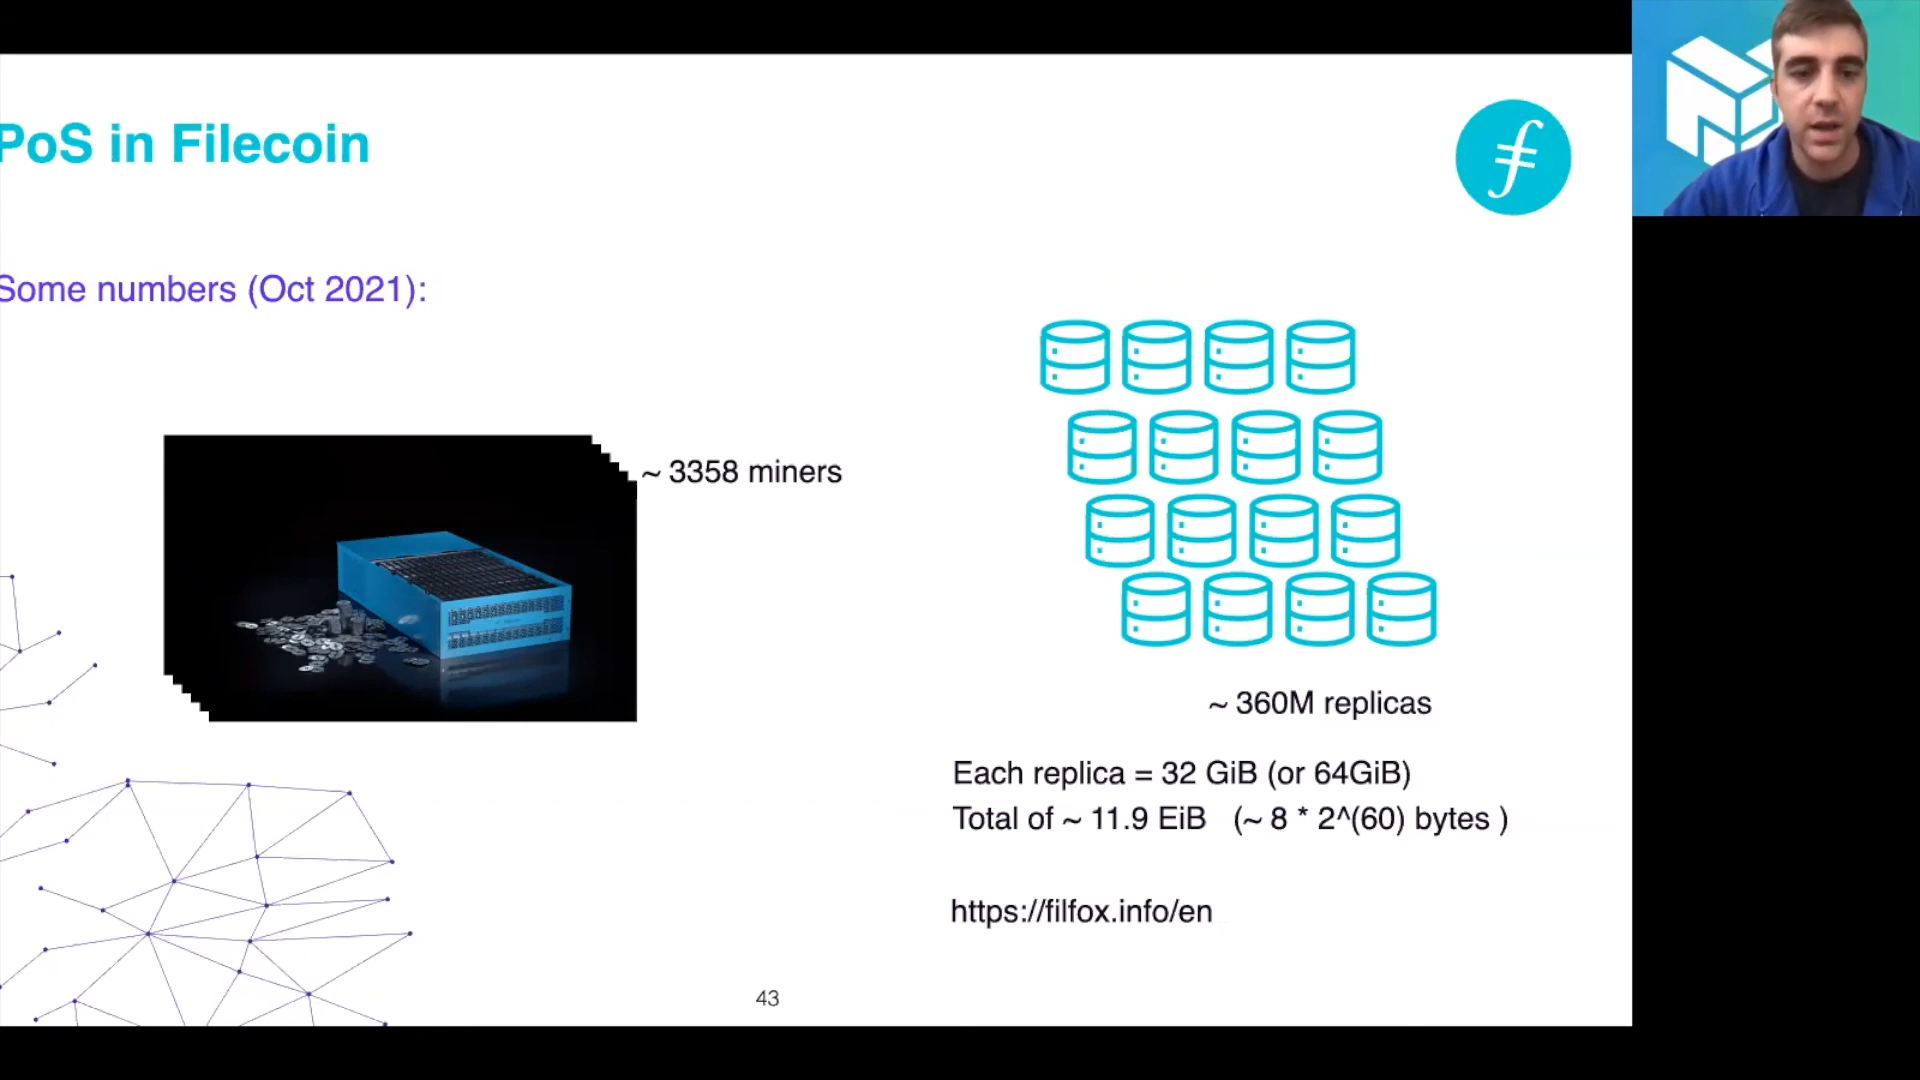 PoS in Filecoin
Some numbers (Oct 2021):
~ 3358 miners
~ 360M replicas
Each replica = 32 GiB (or 64GiB)
Total of ~ 11.9 EiB (~ 8 * 2^(60) bytes )
https://filfox.info/en
43